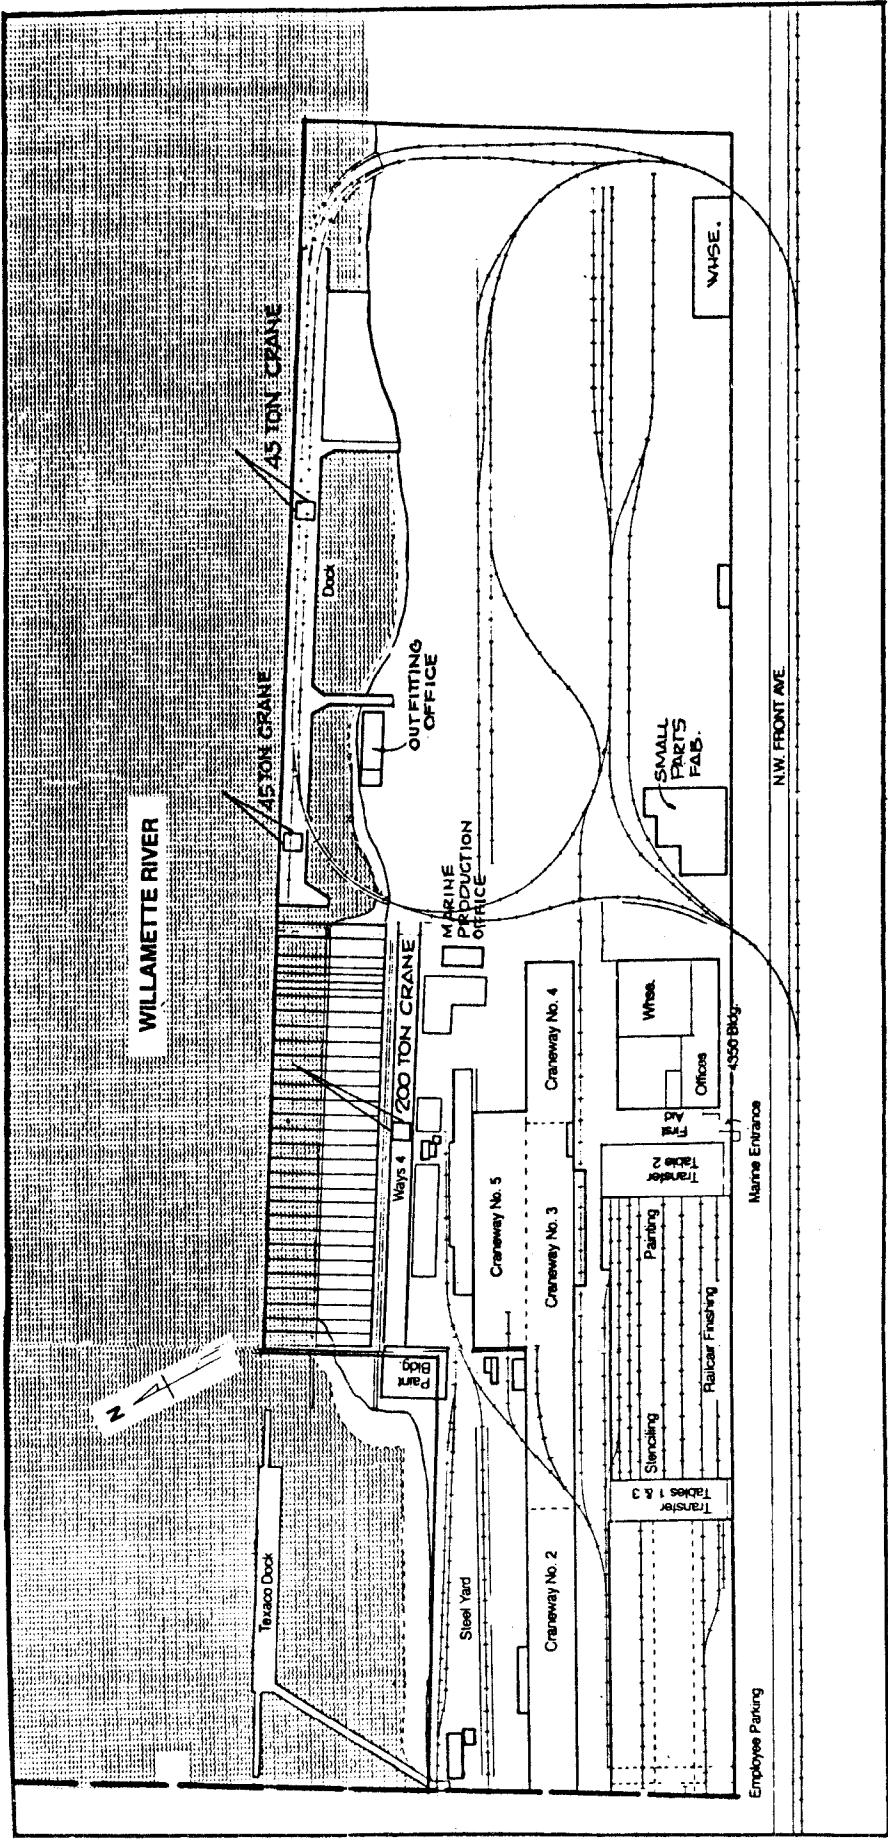 WILLAMETTE RIVER
45 TON CRANE
45 TON CRANE
Dock
OUTFITTING
OFFICE
WHSE.
SMALL
PARTS
FAB.
N.W. FRONT AVE.
MARINE
PRODUCTION
OFFICE
200 TON CRANE
Ways 4
Craneway No. 4
Whse.
Offices
4350 Bldg.
First
Aid
Marine Entrance
Transfer
Table 2
Craneway No. 5
Craneway No. 3
Painting
Railcar Finishing
Stenciling
Paint
Bldg.
N
Transfer
Tables 1 & 3
Texaco Dock
Steel Yard
Craneway No. 2
Employee Parking